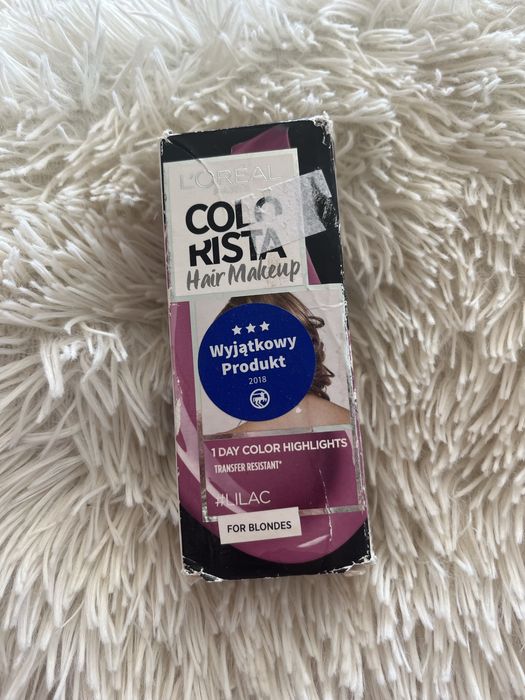 L'ORÉAL
COLO
RISTA
Hair Makeup
Wyjątkowy
Produkt
2018
1 DAY COLOR HIGHLIGHTS
TRANSFER RESISTANT*
#LILAC
FOR BLONDES